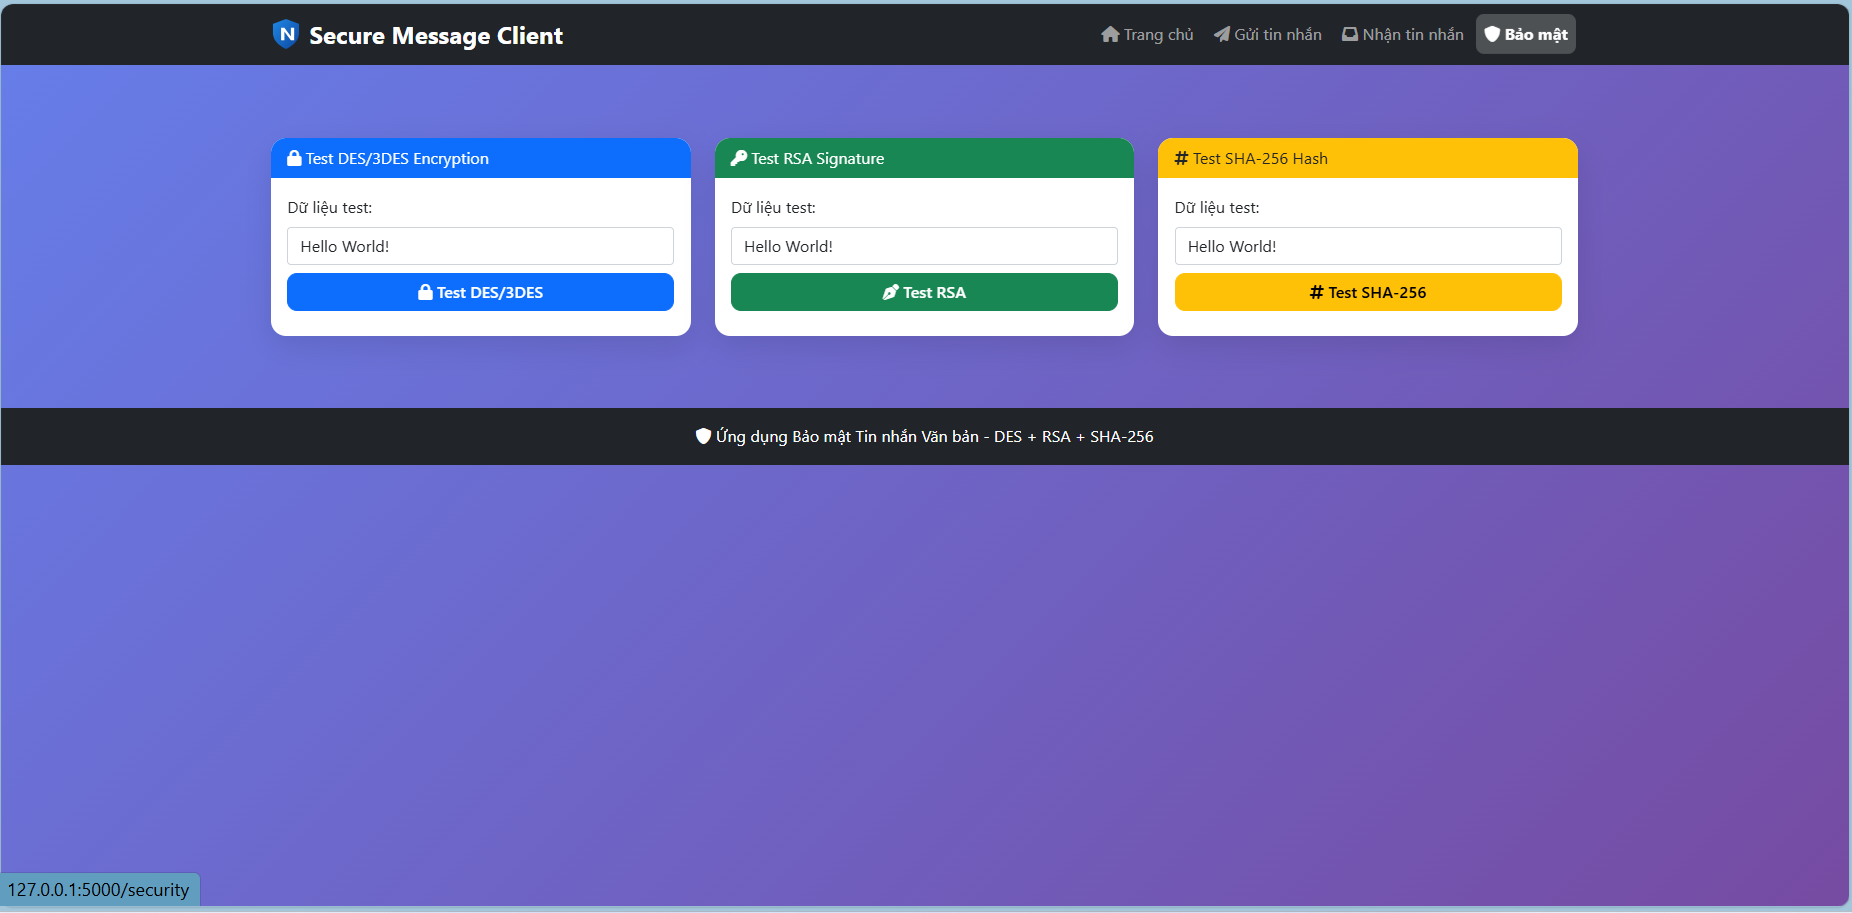 N Secure Message Client
Trang chủ Gửi tin nhắn Nhận tin nhắn Bảo mật
Test DES/3DES Encryption
Dữ liệu test:
Hello World!
Test DES/3DES
Test RSA Signature
Dữ liệu test:
Hello World!
Test RSA
# Test SHA-256 Hash
Dữ liệu test:
Hello World!
# Test SHA-256
Ứng dụng Bảo mật Tin nhắn Văn bản - DES + RSA + SHA-256
127.0.0.1:5000/security